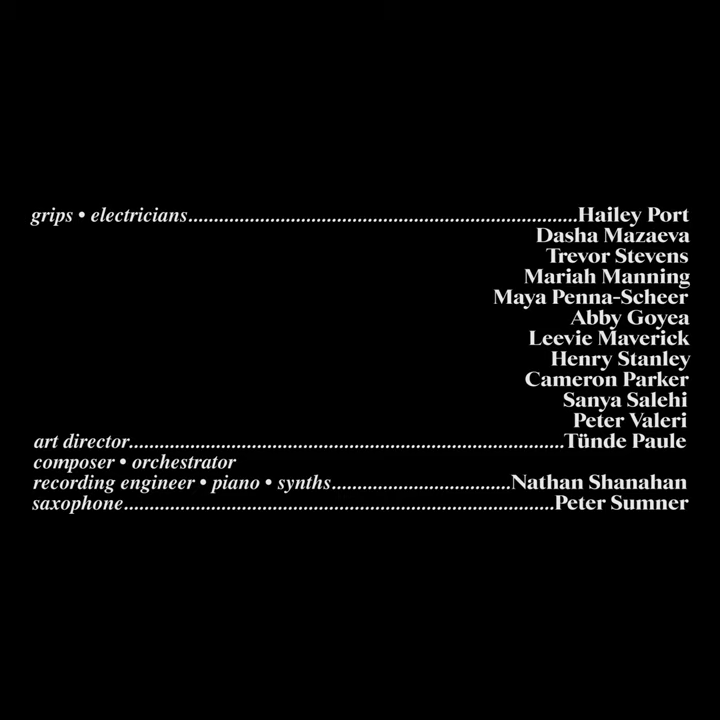 grips • electricians..........................................................................Hailey Port
Dasha Mazaeva
Trevor Stevens
Mariah Manning
Maya Penna-Scheer
Abby Goyea
Leevie Maverick
Henry Stanley
Cameron Parker
Sanya Salehi
Peter Valeri
art director...................................................................................Tünde Paule
composer • orchestrator
recording engineer • piano • synths..................................Nathan Shanahan
saxophone..................................................................................Peter Sumner